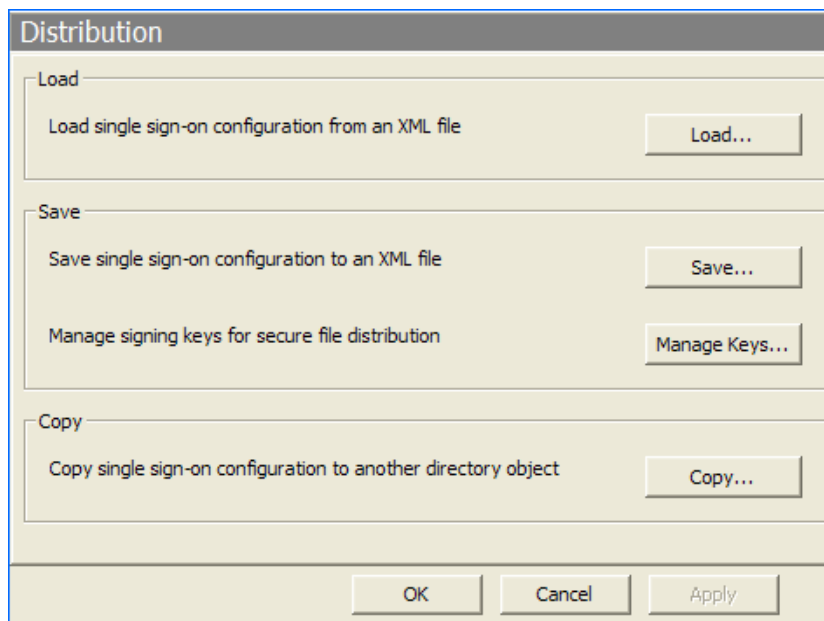 Distribution
Load
Load single sign-on configuration from an XML file
Load...
Save
Save single sign-on configuration to an XML file
Save...
Manage signing keys for secure file distribution
Manage Keys...
Copy
Copy single sign-on configuration to another directory object
Copy...
OK
Cancel
Apply